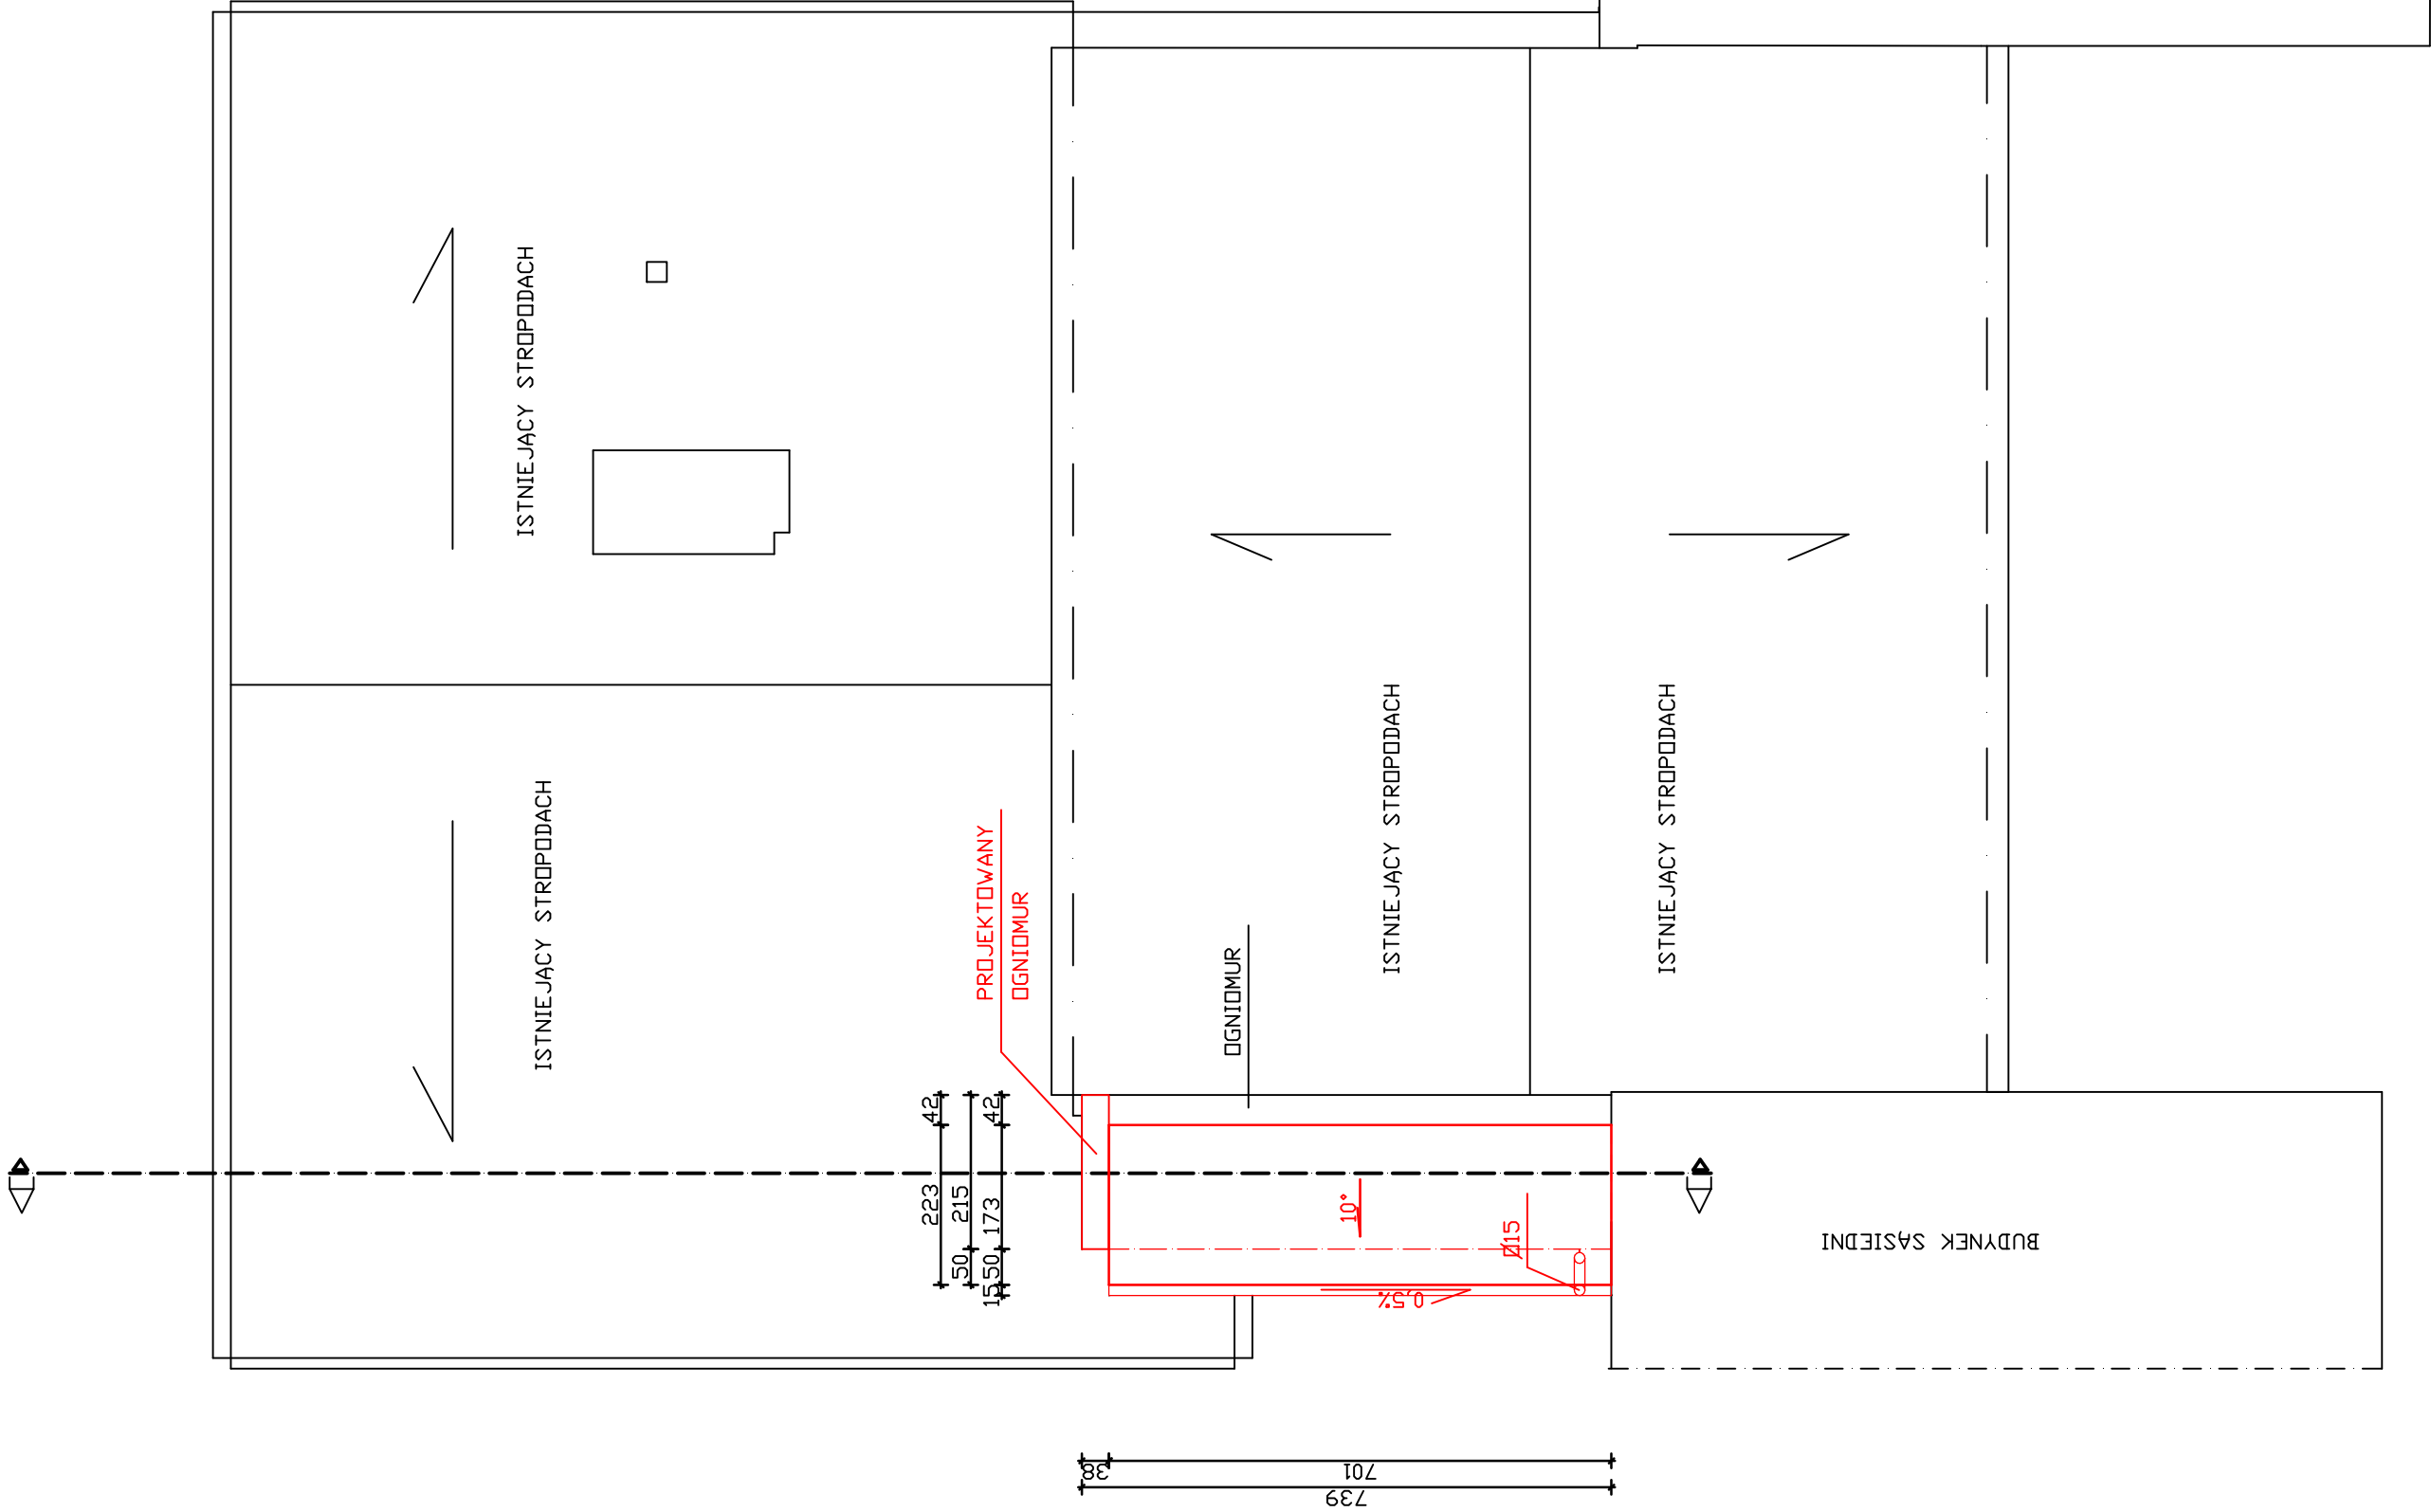 ISTNIEJĄCY STROPODACH
ISTNIEJĄCY STROPODACH
PROJEKTOWANY
OGNIOMUR
OGNIOMUR
ISTNIEJĄCY STROPODACH
ISTNIEJĄCY STROPODACH
42
223
215
50
42
173
50
15
10°
Ø15
0,5%
BUDYNEK SĄSIEDNI
38
701
739